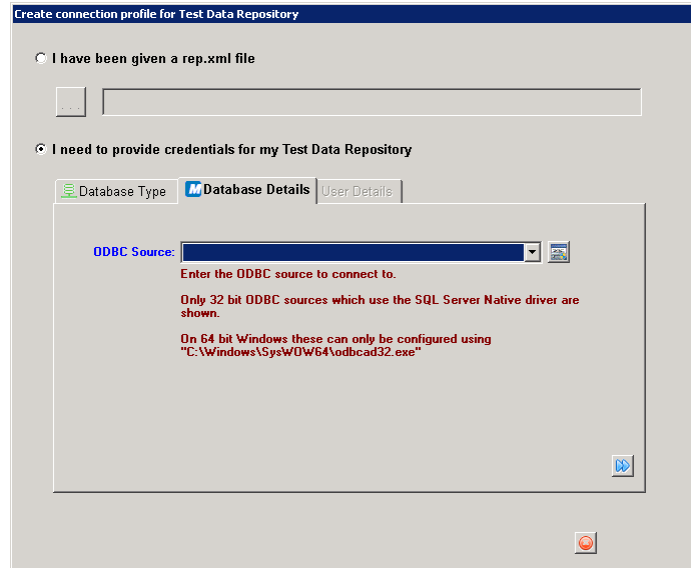 Create connection profile for Test Data Repository
I have been given a rep.xml file
...
I need to provide credentials for my Test Data Repository
Database Type
Database Details
User Details
ODBC Source:
Enter the ODBC source to connect to.
Only 32 bit ODBC sources which use the SQL Server Native driver are
shown.
On 64 bit Windows these can only be configured using
"C:\Windows\SysWOW64\odbcad32.exe"